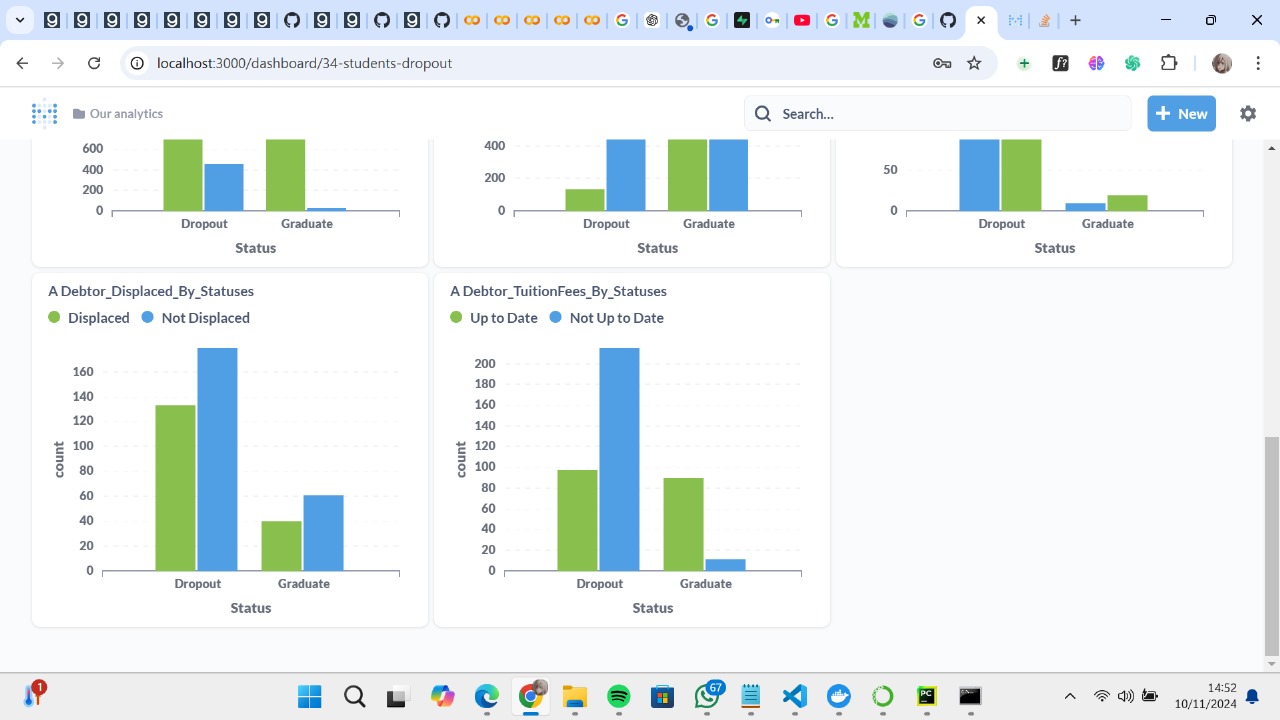 localhost:3000/dashboard/34-students-dropout
Our analytics
Search...
New
600
400
200
0
Dropout
Graduate
Status
400
200
0
Dropout
Graduate
Status
50
0
Dropout
Graduate
Status
A Debtor_Displaced_By_Statuses
Displaced
Not Displaced
160
140
120
100
80
60
40
20
0
count
Dropout
Graduate
Status
A Debtor_TuitionFees_By_Statuses
Up to Date
Not Up to Date
200
180
160
140
120
100
80
60
40
20
0
count
Dropout
Graduate
Status
1
67
PC
14:52
10/11/2024